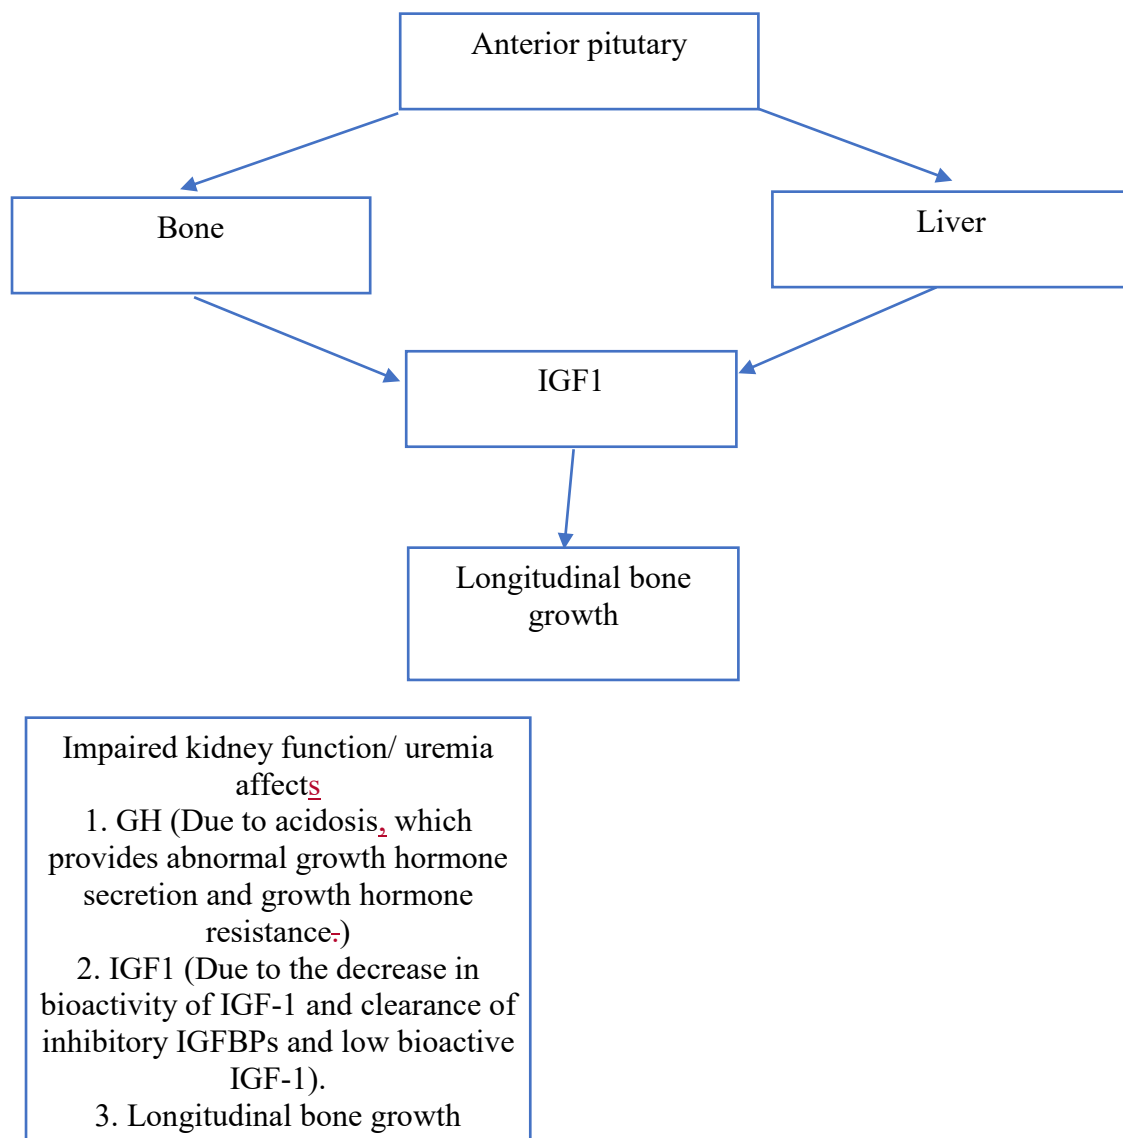 Anterior pitutary
Bone
Liver
IGF1
Longitudinal bone
growth
Impaired kidney function/ uremia
affects
1. GH (Due to acidosis, which
provides abnormal growth hormone
secretion and growth hormone
resistance.)
2. IGF1 (Due to the decrease in
bioactivity of IGF-1 and clearance of
inhibitory IGFBPs and low bioactive
IGF-1).
3. Longitudinal bone growth